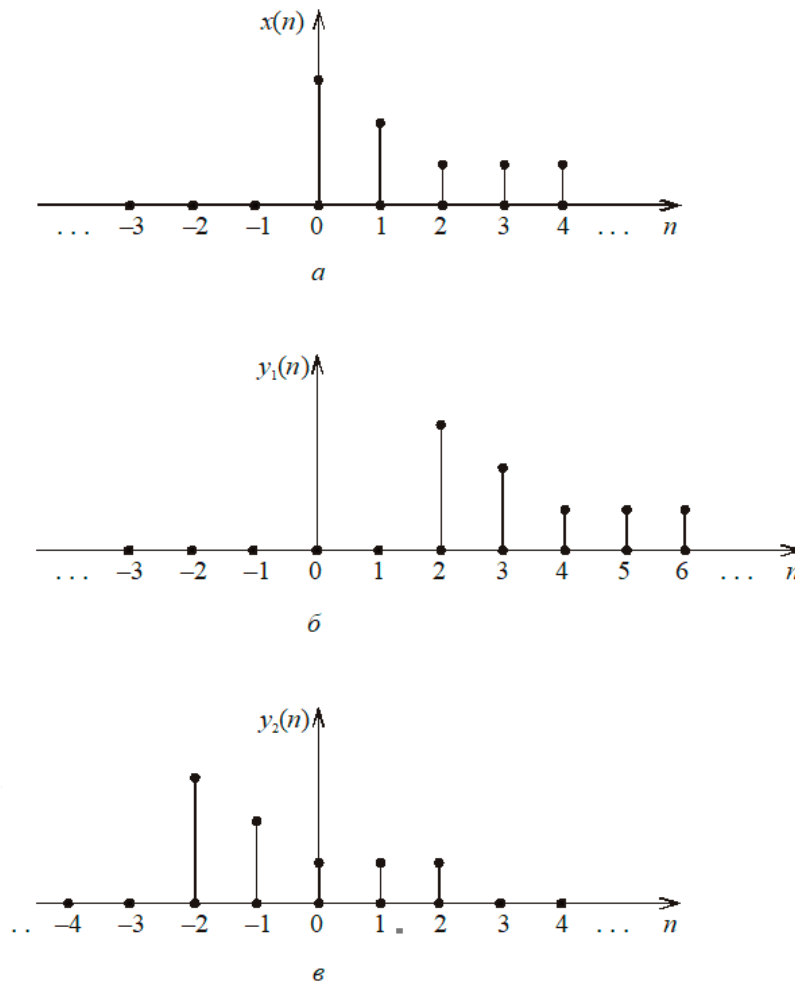 x(n)
... –3 –2 –1 0 1 2 3 4 ... n
а
y₁(n)
... –3 –2 –1 0 1 2 3 4 5 6 ... n
б
y₂(n)
.. –4 –3 –2 –1 0 1 2 3 4 ... n
в